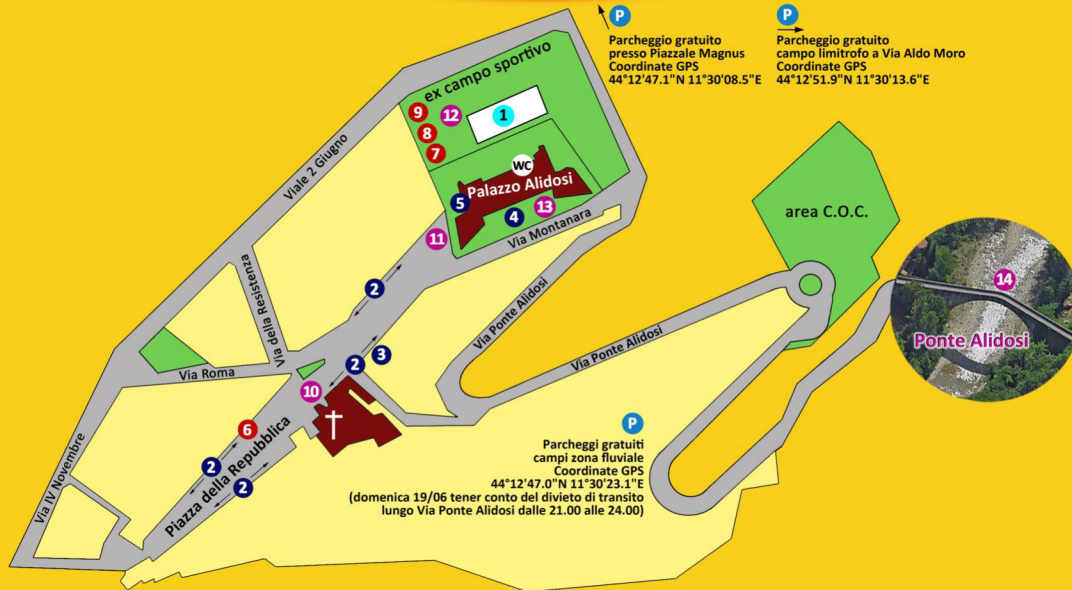 P
Parcheggio gratuito
presso Piazzale Magnus
Coordinate GPS
44°12'47.1"N 11°30'08.5"E
P
Parcheggio gratuito
campo limitrofo a Via Aldo Moro
Coordinate GPS
44°12'51.9"N 11°30'13.6"E
ex campo sportivo
9
12
1
8
7
WC
Palazzo Alidosi
5
4
13
11
Via Montanara
Viale 2 Giugno
area C.O.C.
14
Ponte Alidosi
2
Via della Resistenza
Via Ponte Alidosi
Via Ponte Alidosi
2
3
Via Roma
10
6
2
2
Piazza della Repubblica
Via IV Novembre
P
Parcheggi gratuiti
campi zona fluviale
Coordinate GPS
44°12'47.0"N 11°30'23.1"E
(domenica 19/06 tener conto del divieto di transito
lungo Via Ponte Alidosi dalle 21.00 alle 24.00)